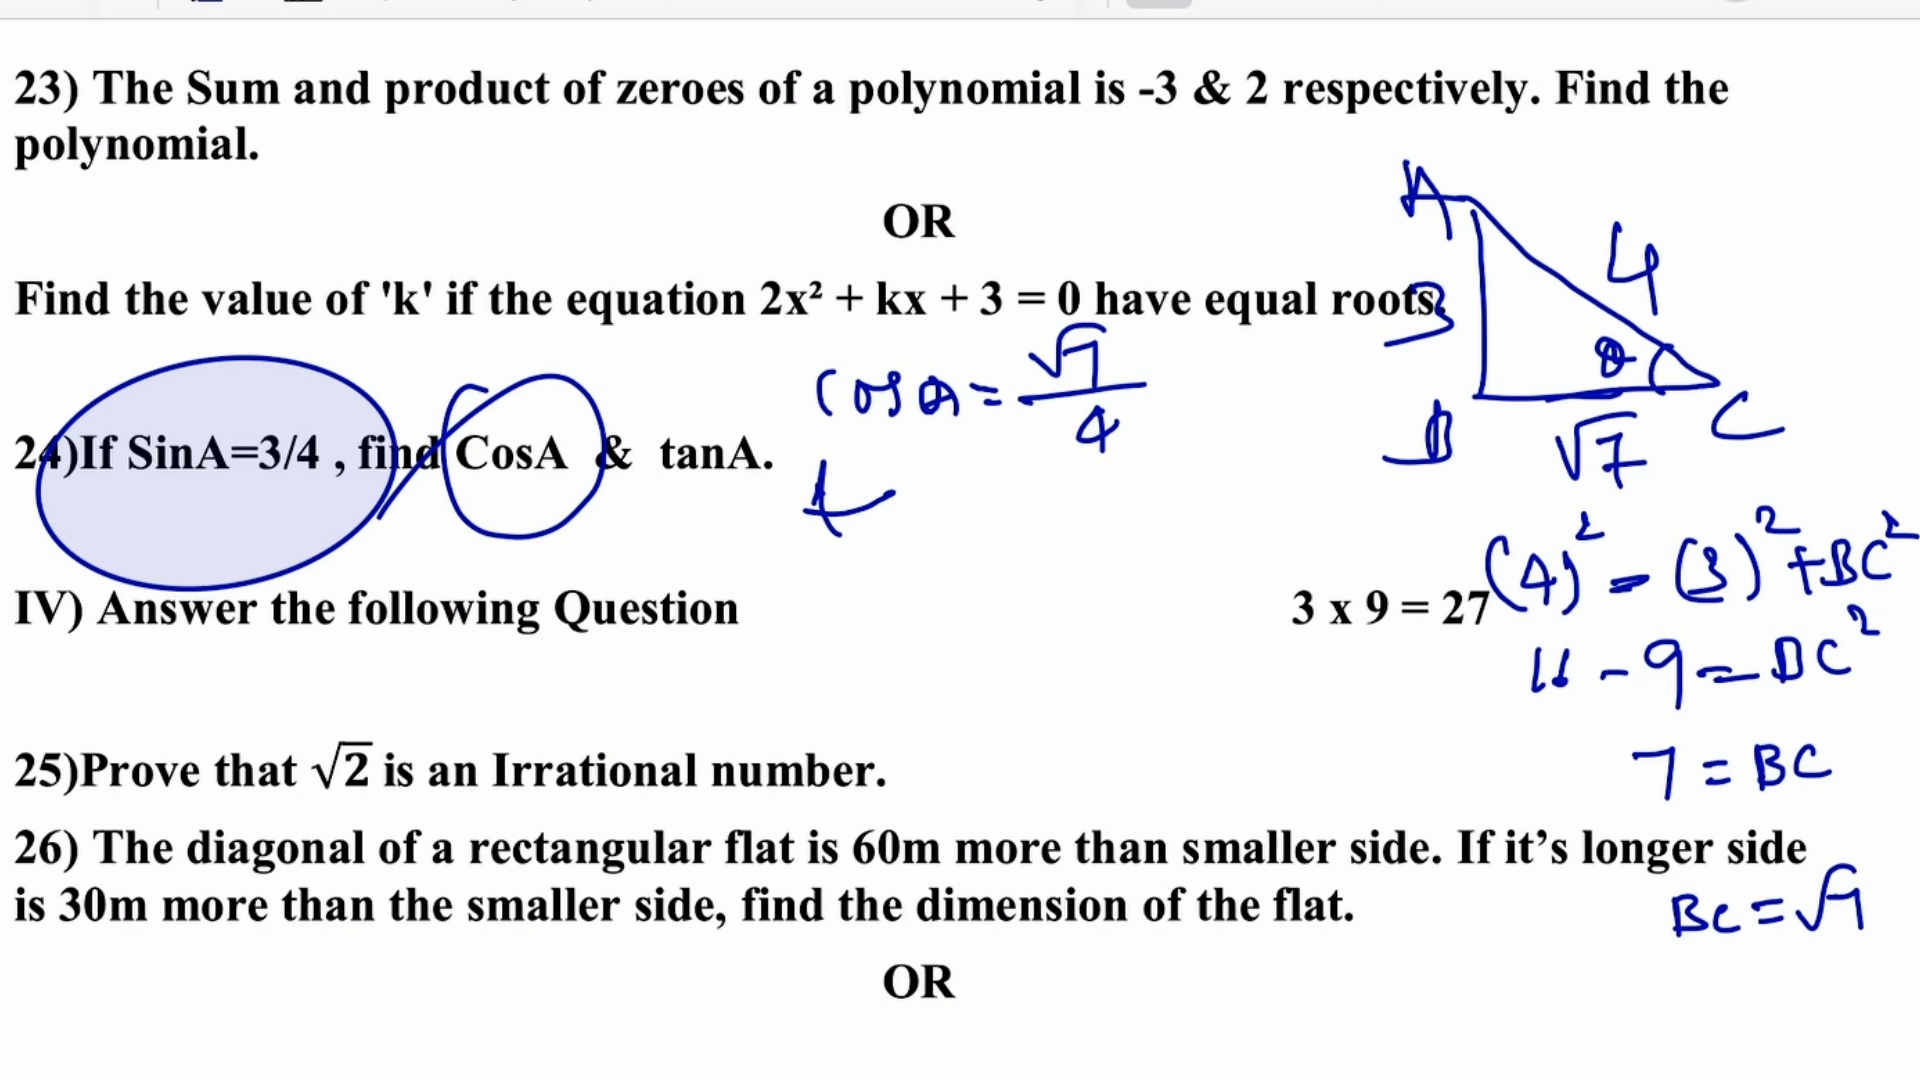 23) The Sum and product of zeroes of a polynomial is -3 & 2 respectively. Find the
polynomial.
OR
Find the value of 'k' if the equation 2x² + kx + 3 = 0 have equal roots.
24)If SinA=3/4 , find CosA & tanA.
IV) Answer the following Question 3 x 9 = 27
25)Prove that √2 is an Irrational number.
26) The diagonal of a rectangular flat is 60m more than smaller side. If it’s longer side
is 30m more than the smaller side, find the dimension of the flat.
OR
A
4
3
θ
B
√7
C
cos θ = √7/4
t
(4)² = (3)² + BC²
16 - 9 = BC²
7 = BC
BC = √7